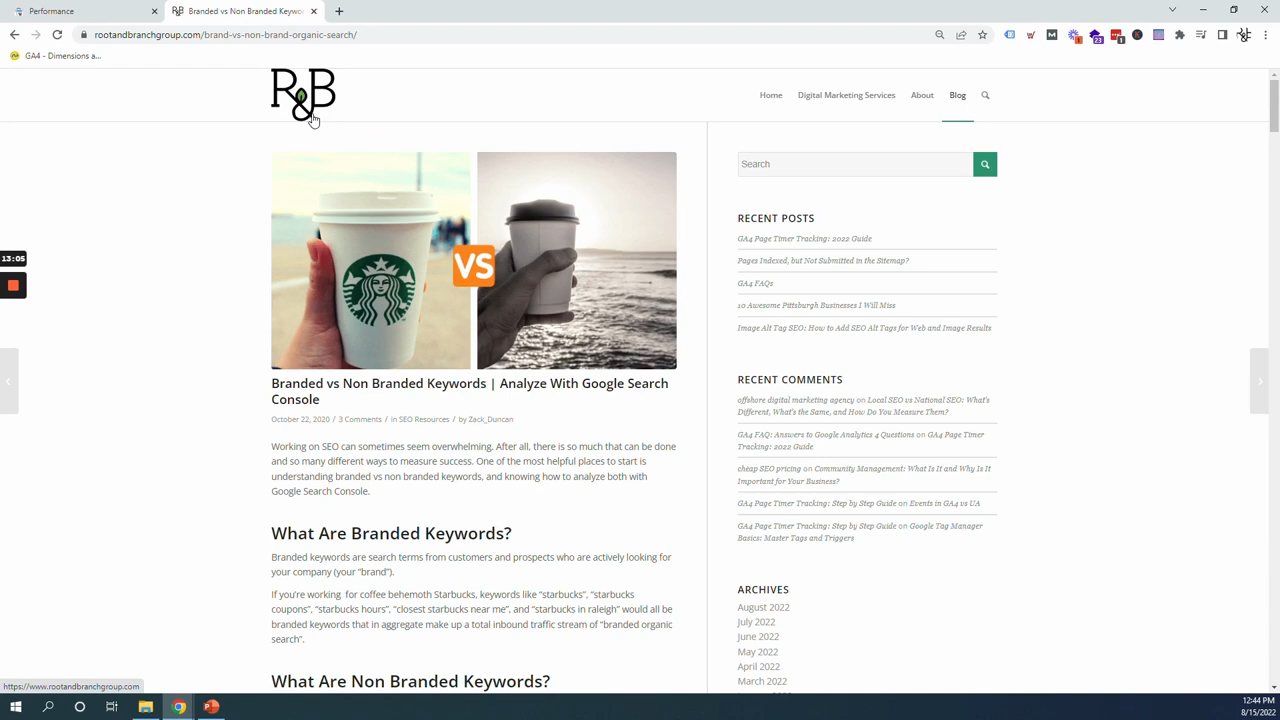 Performance
Branded vs Non Branded Keywo
rootandbranchgroup.com/brand-vs-non-brand-organic-search/
GA4 - Dimensions a...
R&B
Home
Digital Marketing Services
About
Blog
13:05
VS
Branded vs Non Branded Keywords | Analyze With Google Search
Console
October 22, 2020 / 3 Comments / in SEO Resources / by Zack_Duncan
Working on SEO can sometimes seem overwhelming. After all, there is so much that can be done
and so many different ways to measure success. One of the most helpful places to start is
understanding branded vs non branded keywords, and knowing how to analyze both with
Google Search Console.
What Are Branded Keywords?
Branded keywords are search terms from customers and prospects who are actively looking for
your company (your “brand”).
If you’re working for coffee behemoth Starbucks, keywords like “starbucks”, “starbucks
coupons”, “starbucks hours”, “closest starbucks near me”, and “starbucks in raleigh” would all be
branded keywords that in aggregate make up a total inbound traffic stream of “branded organic
search”.
What Are Non Branded Keywords?
Search
RECENT POSTS
GA4 Page Timer Tracking: 2022 Guide
Pages Indexed, but Not Submitted in the Sitemap?
GA4 FAQs
10 Awesome Pittsburgh Businesses I Will Miss
Image Alt Tag SEO: How to Add SEO Alt Tags for Web and Image Results
RECENT COMMENTS
offshore digital marketing agency on Local SEO vs National SEO: What's
Different, What's the Same, and How Do You Measure Them?
GA4 FAQ: Answers to Google Analytics 4 Questions on GA4 Page Timer
Tracking: 2022 Guide
cheap SEO pricing on Community Management: What Is It and Why Is It
Important for Your Business?
GA4 Page Timer Tracking: Step by Step Guide on Events in GA4 vs UA
GA4 Page Timer Tracking: Step by Step Guide on Google Tag Manager
Basics: Master Tags and Triggers
ARCHIVES
August 2022
July 2022
June 2022
May 2022
April 2022
March 2022
https://www.rootandbranchgroup.com
12:44 PM
8/15/2022